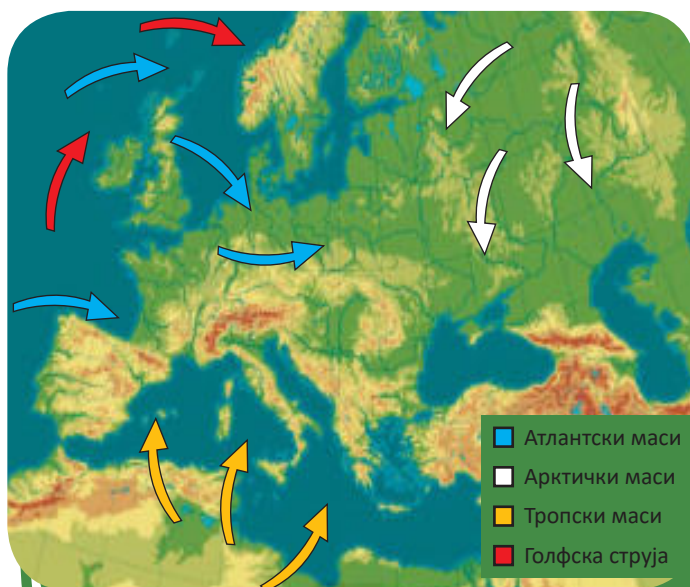 Атлантски маси
Арктички маси
Тропски маси
Голфска струја